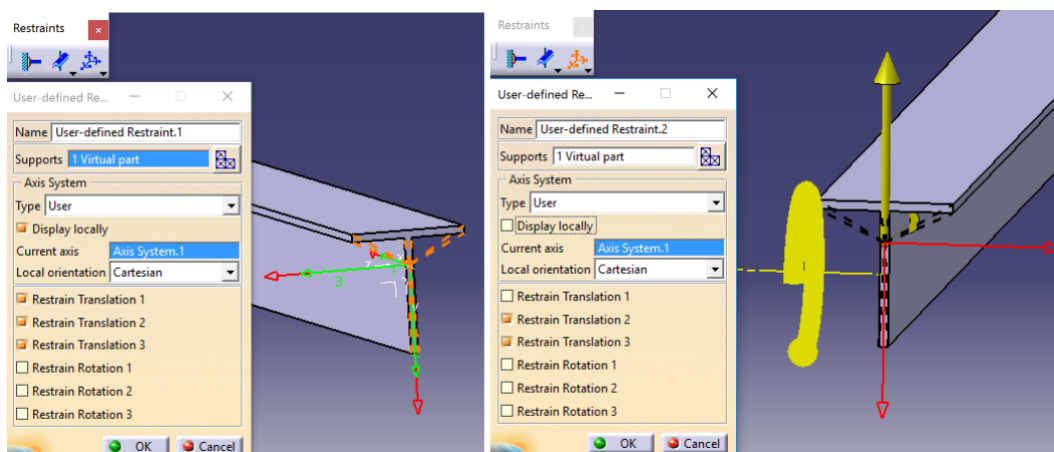 Restraints
User-defined Re...
Name User-defined Restraint.1
Supports 1 Virtual part
Axis System
Type User
Display locally
Current axis Axis System.1
Local orientation Cartesian
Restrain Translation 1
Restrain Translation 2
Restrain Translation 3
Restrain Rotation 1
Restrain Rotation 2
Restrain Rotation 3
OK Cancel
3
Restraints
User-defined Re...
Name User-defined Restraint.2
Supports 1 Virtual part
Axis System
Type User
Display locally
Current axis Axis System.1
Local orientation Cartesian
Restrain Translation 1
Restrain Translation 2
Restrain Translation 3
Restrain Rotation 1
Restrain Rotation 2
Restrain Rotation 3
OK Cancel